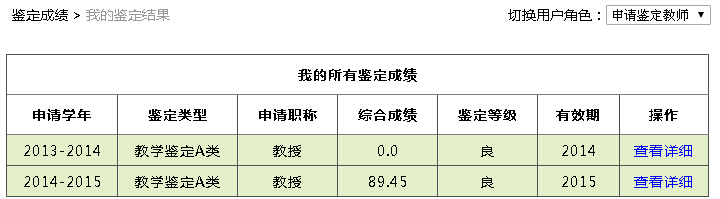 鉴定成绩 > 我的鉴定结果 切换用户角色：申请鉴定教师
我的所有鉴定成绩
申请学年 鉴定类型 申请职称 综合成绩 鉴定等级 有效期 操作
2013-2014 教学鉴定A类 教授 0.0 良 2014 查看详细
2014-2015 教学鉴定A类 教授 89.45 良 2015 查看详细